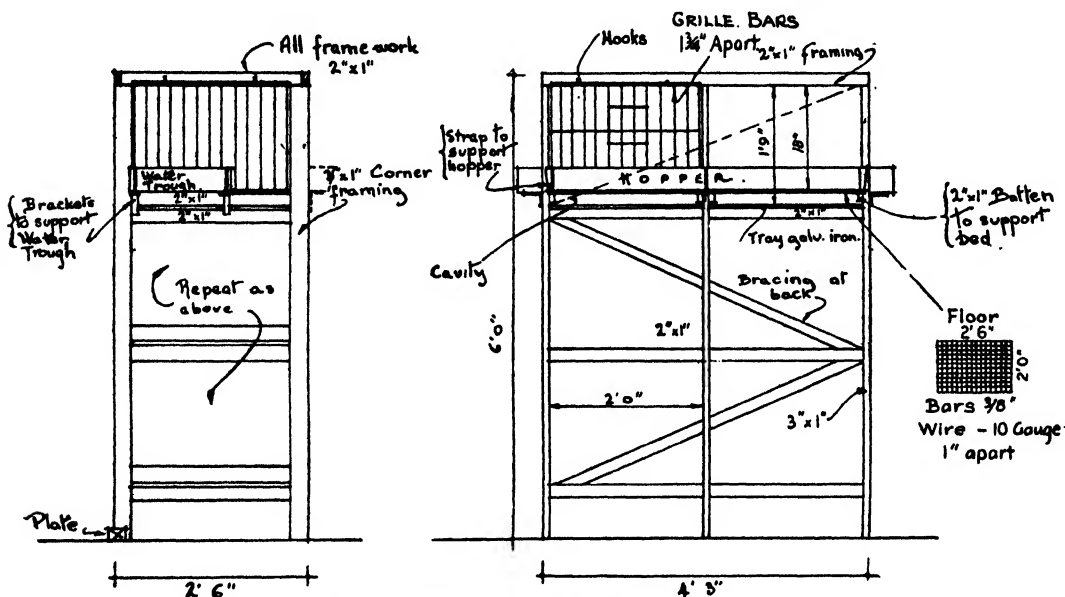 All frame work
2"x1"
Water
Trough
2"x1"
2"x1"
Brackets
to support
Water
Trough
1"x1" Corner
framing
Repeat as
above
Plate
2' 6"
GRILLE. BARS
1¾" Apart
Hooks
2"x1" framing
Strap to
support
hopper
1'9"
18"
HOPPER
2"x1"
Tray galv. iron.
2"x1" Batten
to support
bed.
Cavity
Bracing at
back
6'0"
2"x1"
2'0"
3"x1"
Floor
2'6"
2'0"
Bars 3/8"
Wire - 10 Gauge
1" apart
4' 3"